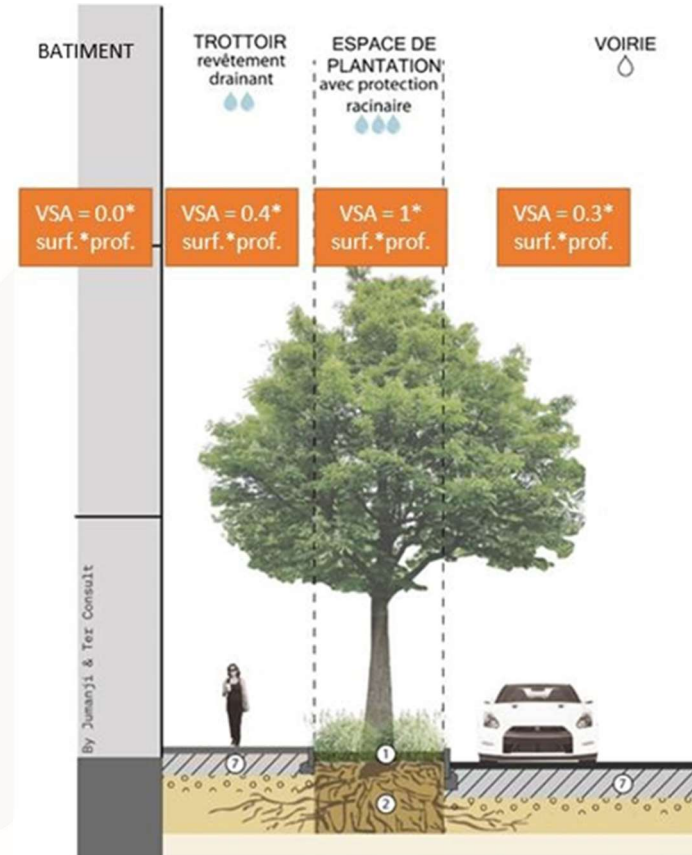 BATIMENT
TROTTOIR
revêtement
drainant
ESPACE DE
PLANTATION
avec protection
racinaire
VOIRIE
VSA = 0.0*
surf.*prof.
VSA = 0.4*
surf.*prof.
VSA = 1*
surf.*prof.
VSA = 0.3*
surf.*prof.
By Jumanji & Ter Consult
7
1
2
7